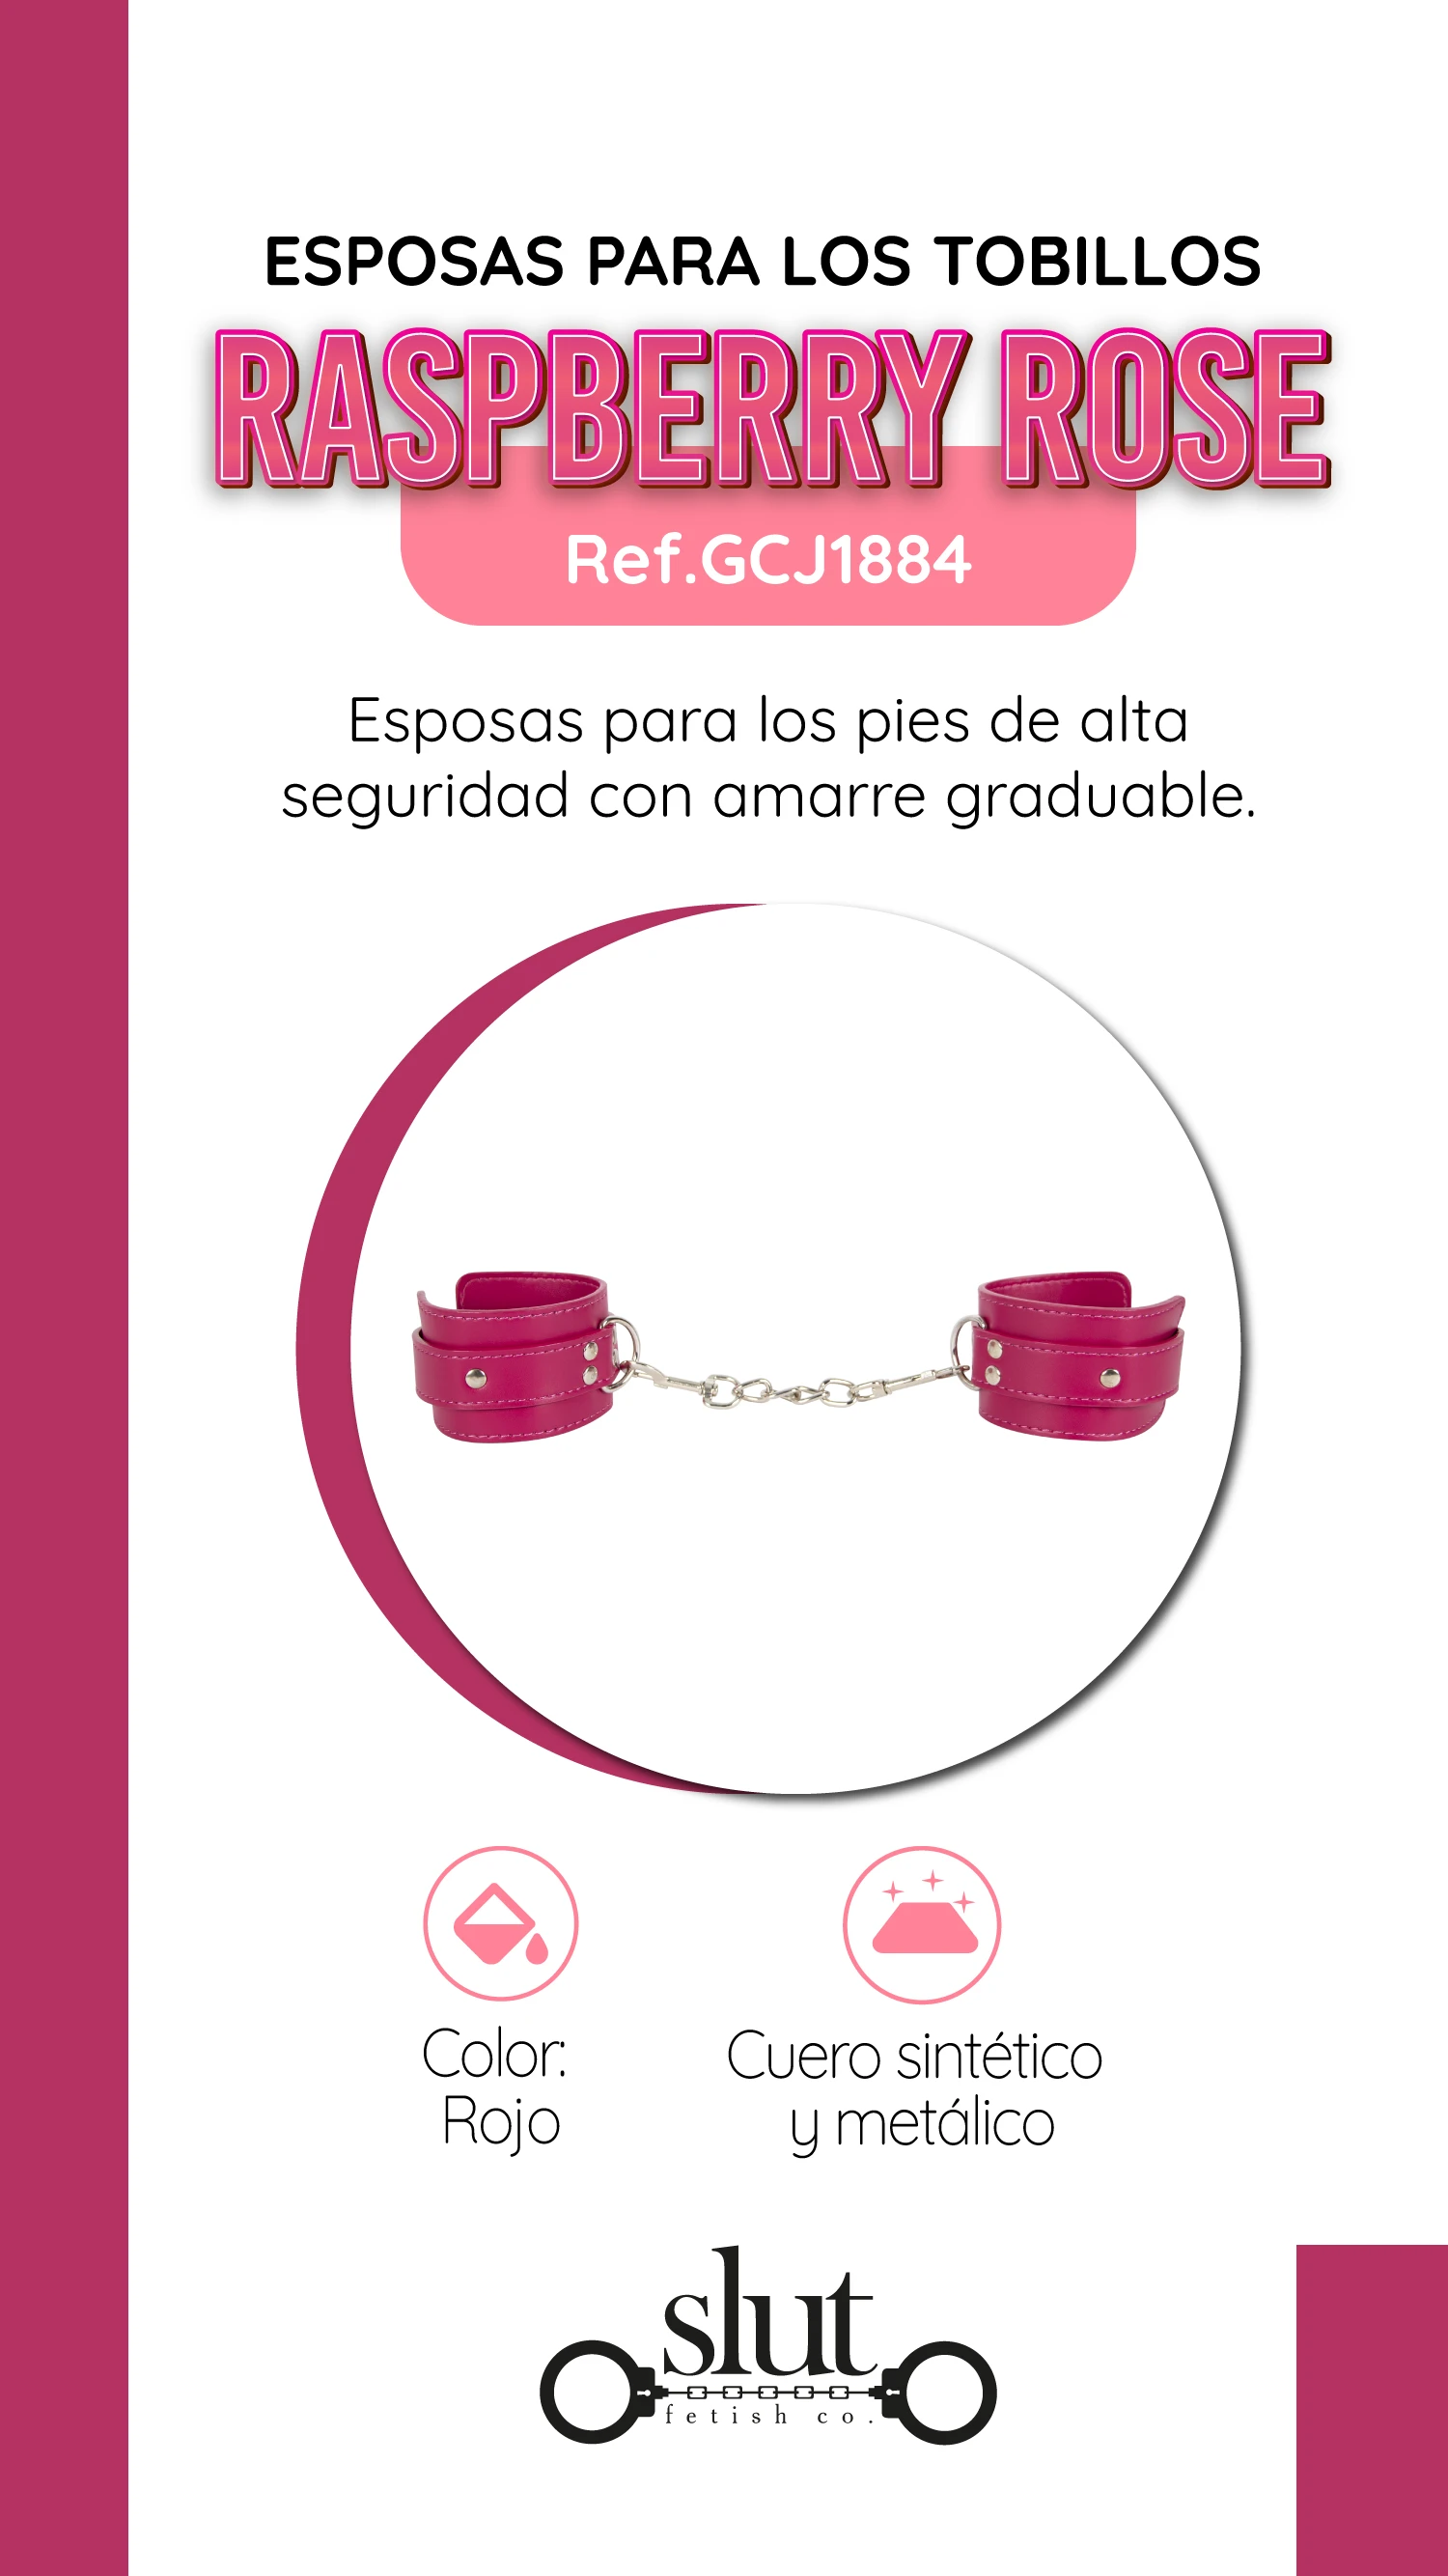 ESPOSAS PARA LOS TOBILLOS
RASPBERRY ROSE
Ref.GCJ1884
Esposas para los pies de alta
seguridad con amarre graduable.
Color:
Rojo
Cuero sintético
y metálico
slut
fetish co.